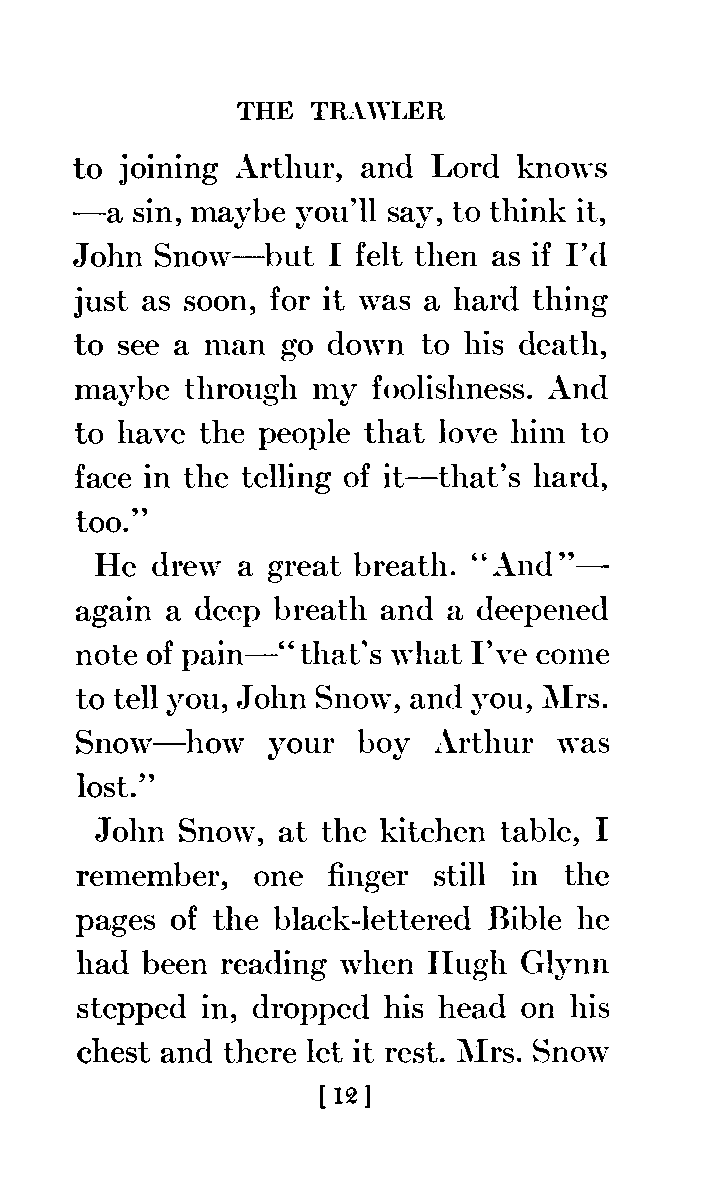 THE TRAWLER
to joining Arthur, and Lord knows
—a sin, maybe you'll say, to think it,
John Snow—but I felt then as if I'd
just as soon, for it was a hard thing
to see a man go down to his death,
maybe through my foolishness. And
to have the people that love him to
face in the telling of it—that's hard,
too."
He drew a great breath. "And"—
again a deep breath and a deepened
note of pain—"that's what I've come
to tell you, John Snow, and you, Mrs.
Snow—how your boy Arthur was
lost."
John Snow, at the kitchen table, I
remember, one finger still in the
pages of the black-lettered Bible he
had been reading when Hugh Glynn
stepped in, dropped his head on his
chest and there let it rest. Mrs. Snow
[12]